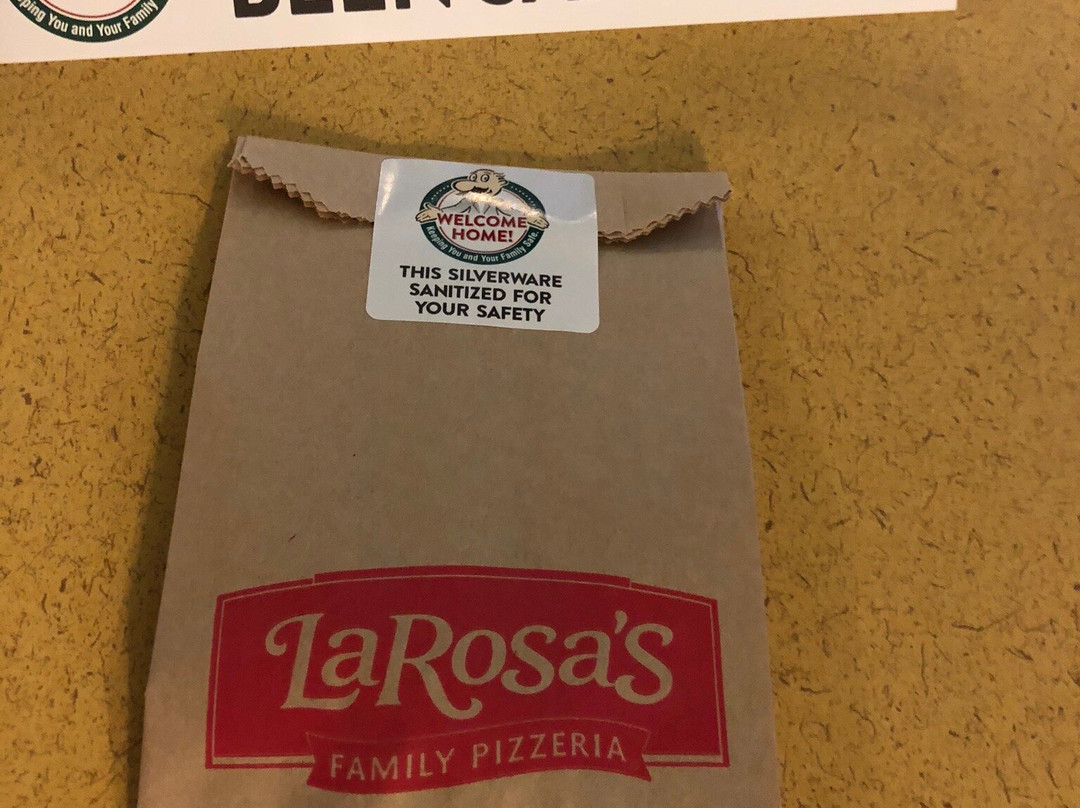 You and Your Family
WELCOME
HOME!
Keeping You and Your Family Safe.
THIS SILVERWARE
SANITIZED FOR
YOUR SAFETY
LaRosa's
FAMILY PIZZERIA